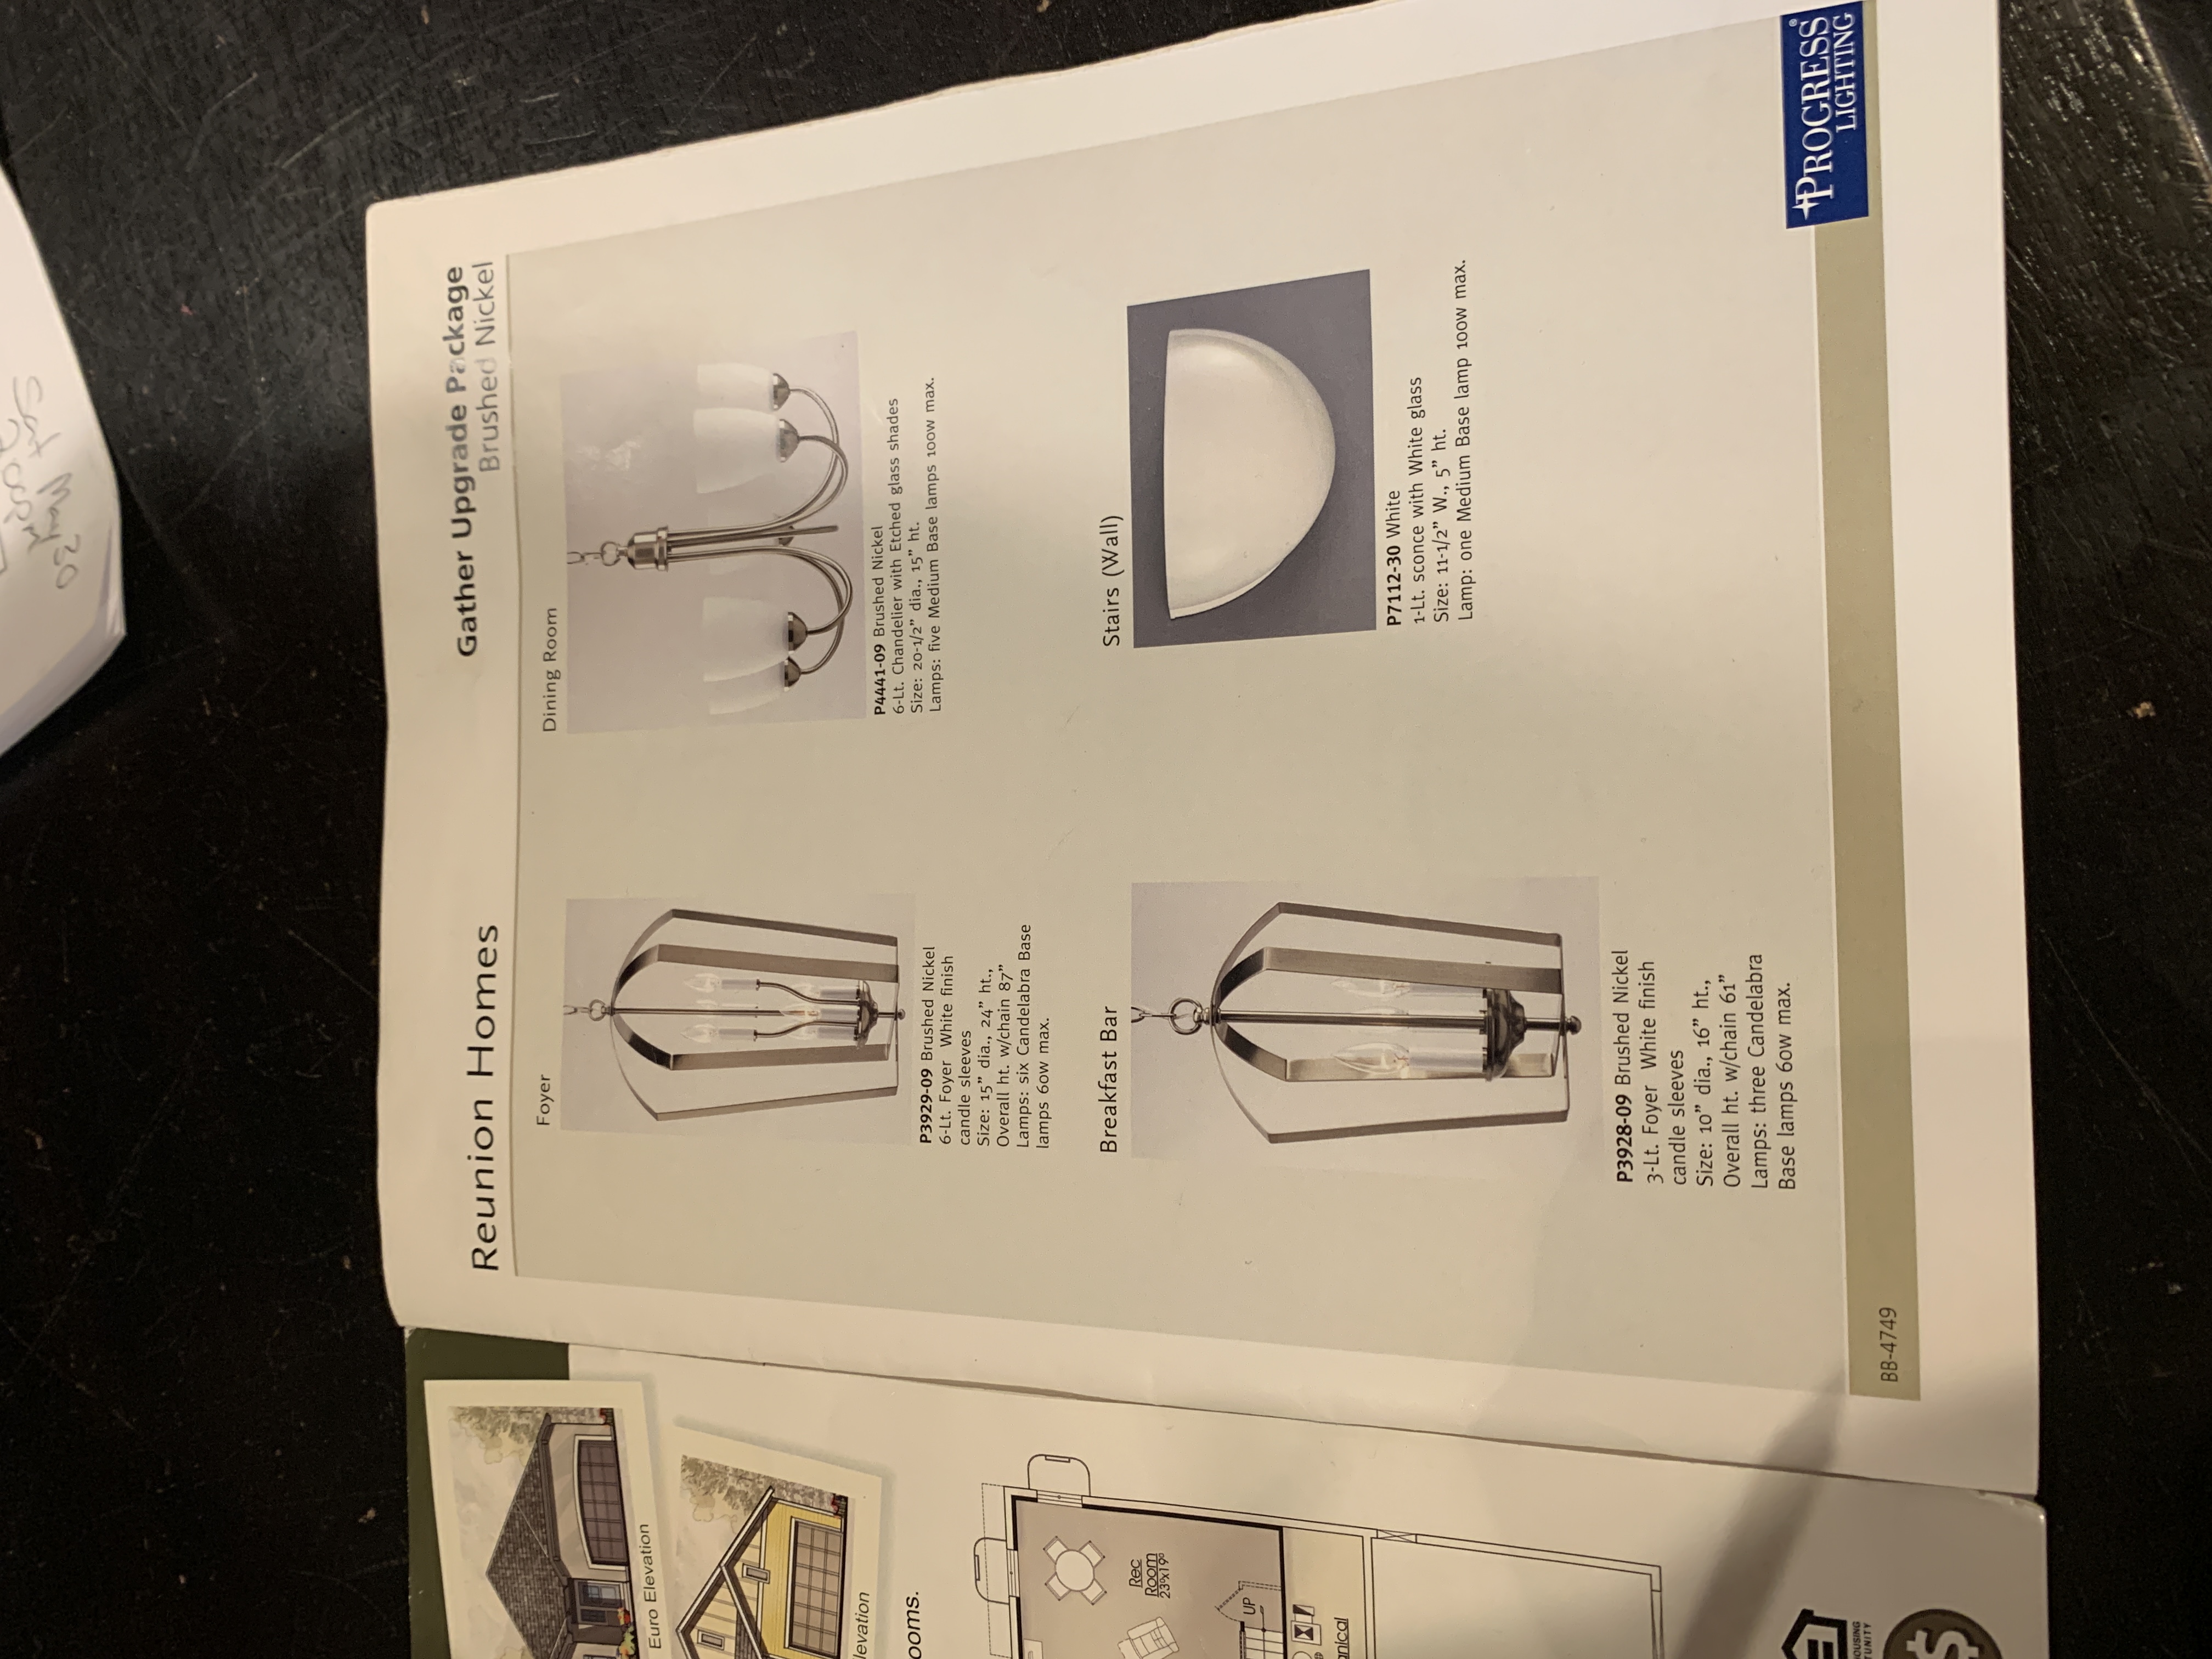 Sat May 30
Euro Elevation
levation
ooms.
Rec
Room
23⁰x19⁰
UP
anical
HOUSING
TUNITY
$
Reunion Homes
Gather Upgrade Package
Brushed Nickel
Foyer
P3929-09 Brushed Nickel
6-Lt. Foyer White finish
candle sleeves
Size: 15” dia., 24” ht.,
Overall ht. w/chain 87”
Lamps: six Candelabra Base
lamps 60w max.
Dining Room
P4441-09 Brushed Nickel
6-Lt. Chandelier with Etched glass shades
Size: 20-1/2” dia., 15” ht.
Lamps: five Medium Base lamps 100w max.
Breakfast Bar
P3928-09 Brushed Nickel
3-Lt. Foyer White finish
candle sleeves
Size: 10” dia., 16” ht.,
Overall ht. w/chain 61”
Lamps: three Candelabra
Base lamps 60w max.
Stairs (Wall)
P7112-30 White
1-Lt. sconce with White glass
Size: 11-1/2” W., 5” ht.
Lamp: one Medium Base lamp 100w max.
BB-4749
PROGRESS®
LIGHTING